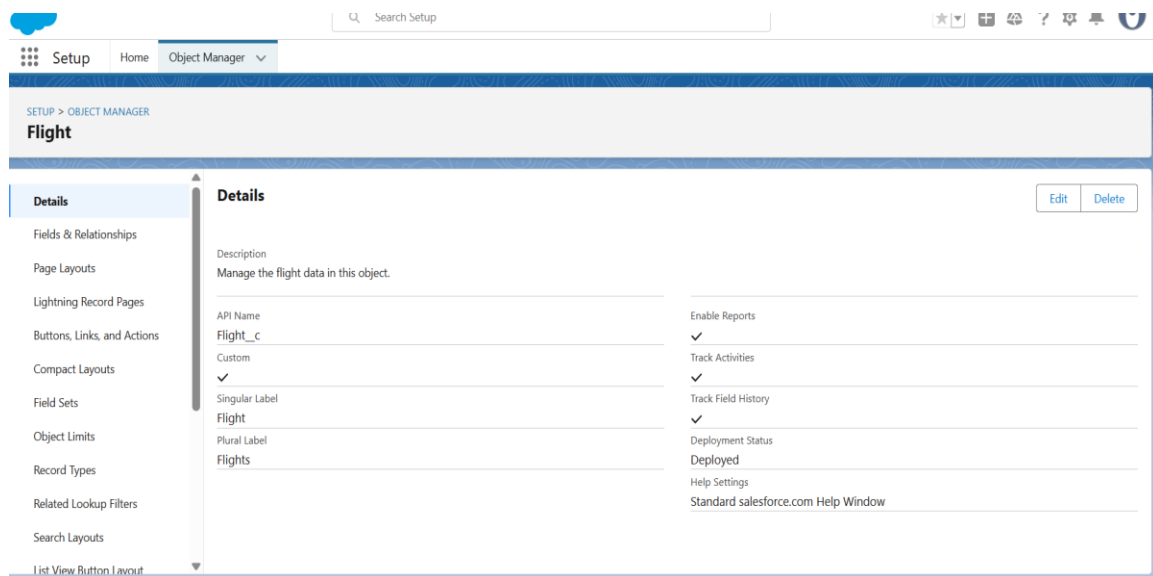 Search Setup
Setup
Home
Object Manager
SETUP > OBJECT MANAGER
Flight
Details
Fields & Relationships
Page Layouts
Lightning Record Pages
Buttons, Links, and Actions
Compact Layouts
Field Sets
Object Limits
Record Types
Related Lookup Filters
Search Layouts
List View Button Layout
Details
Edit
Delete
Description
Manage the flight data in this object.
API Name
Flight__c
Custom
Singular Label
Flight
Plural Label
Flights
Enable Reports
Track Activities
Track Field History
Deployment Status
Deployed
Help Settings
Standard salesforce.com Help Window